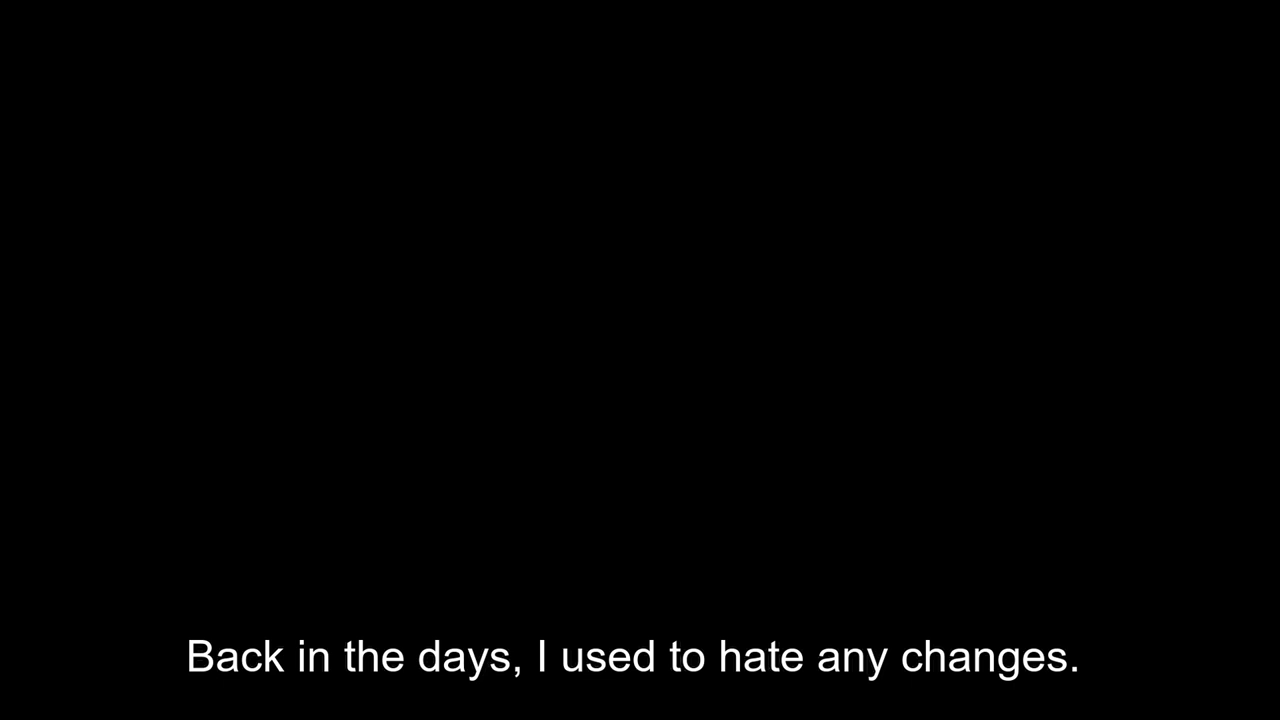 Back in the days, I used to hate any changes.